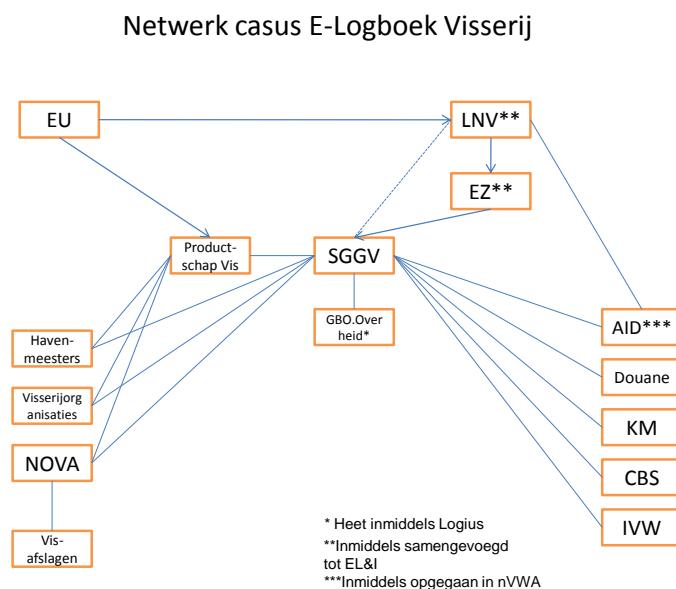 Netwerk casus E-Logboek Visserij
EU
LNV**
EZ**
Product-
schap Vis
SGGV
GBO.Over
heid*
Haven-
meesters
Visserijorg
anisaties
NOVA
Vis-
afslagen
AID***
Douane
KM
CBS
IVW
* Heet inmiddels Logius
**Inmiddels samengevoegd
tot EL&I
***Inmiddels opgegaan in nVWA